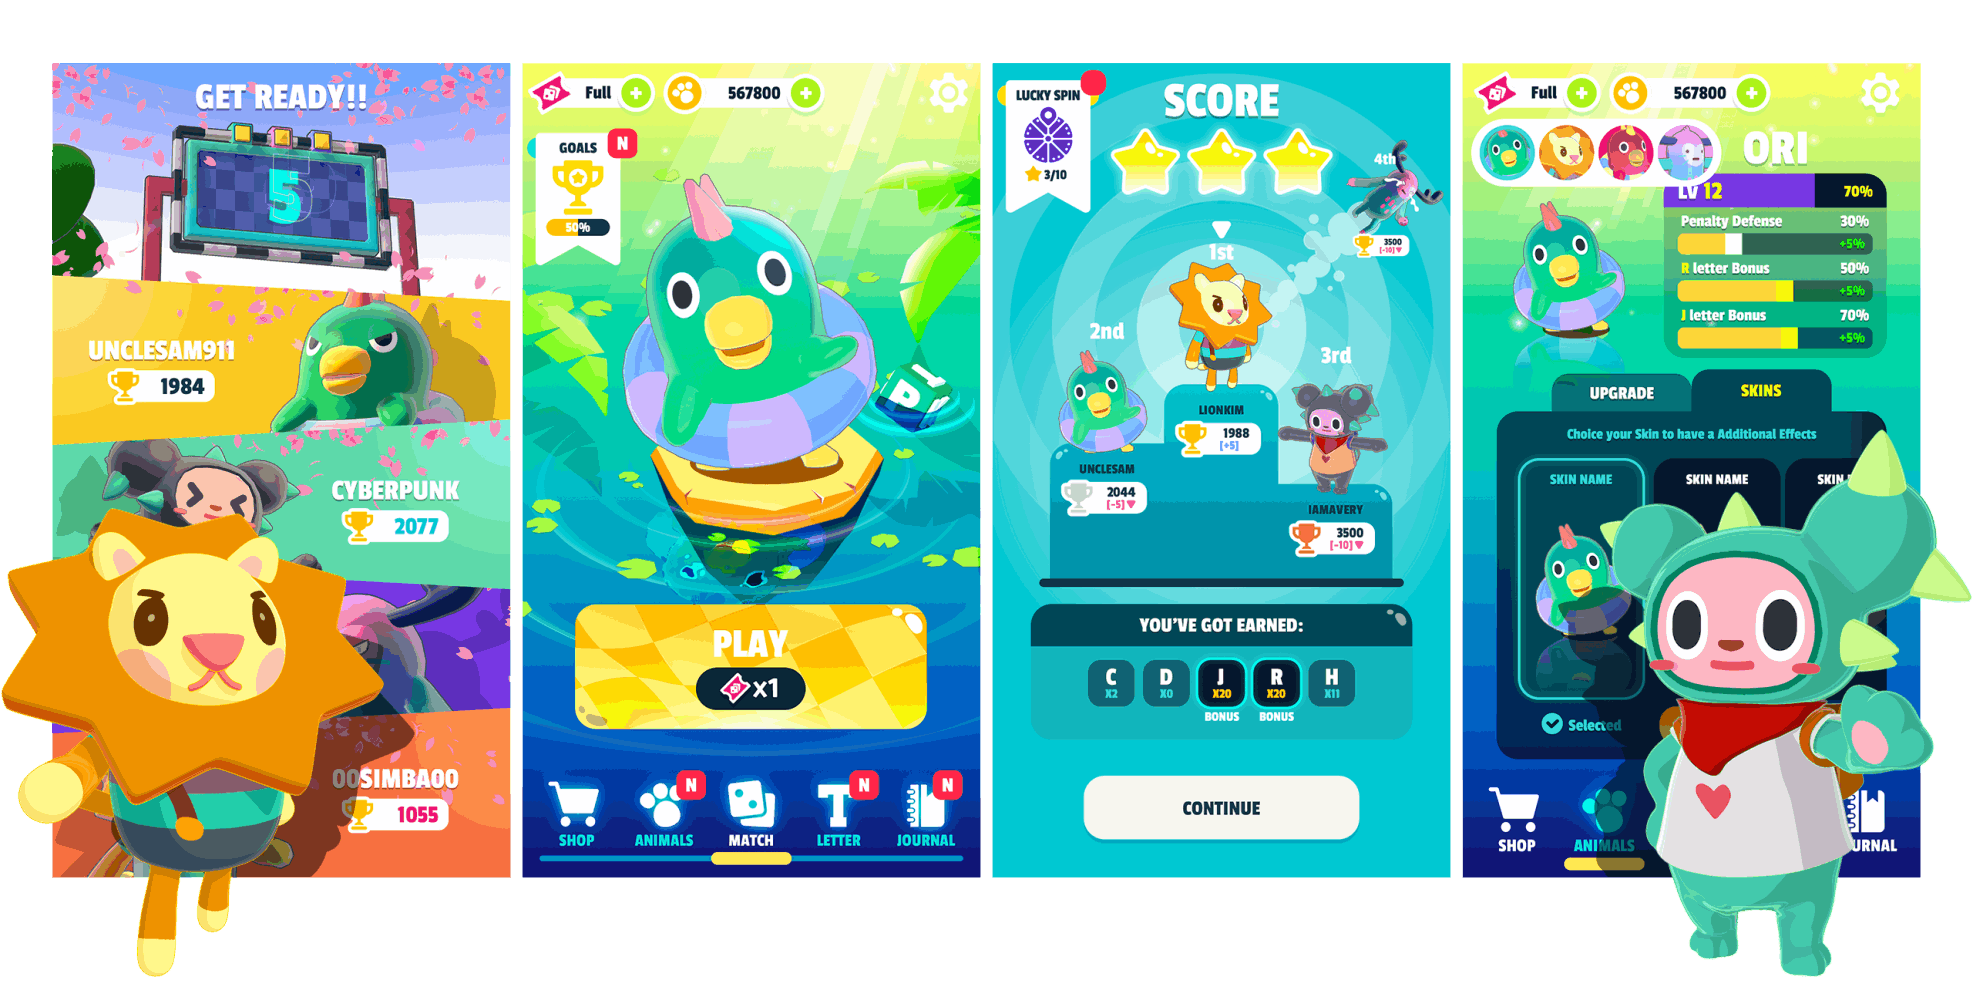 GET READY!!
5
UNCLESAM911
1984
CYBERPUNK
2077
00SIMBA00
1055
Full
567800
GOALS
N
50%
P
PLAY
x1
N
N
N
SHOP
ANIMALS
MATCH
LETTER
JOURNAL
LUCKY SPIN
3/10
SCORE
4th
3500
[-10]
1st
2nd
3rd
LIONKIM
1988
[+5]
UNCLESAM
2044
[-5]
IAMAVERY
3500
[-10]
YOU'VE GOT EARNED:
C D J R H
X2 X0 X20 X20 X11
BONUS BONUS
CONTINUE
Full
567800
ORI
LV 12
70%
Penalty Defense 30%
+5%
R letter Bonus 50%
+5%
J letter Bonus 70%
+5%
UPGRADE
SKINS
Choice your Skin to have a Additional Effects
SKIN NAME
SKIN NAME
SKIN
Selected
SHOP
ANIMALS
URNAL